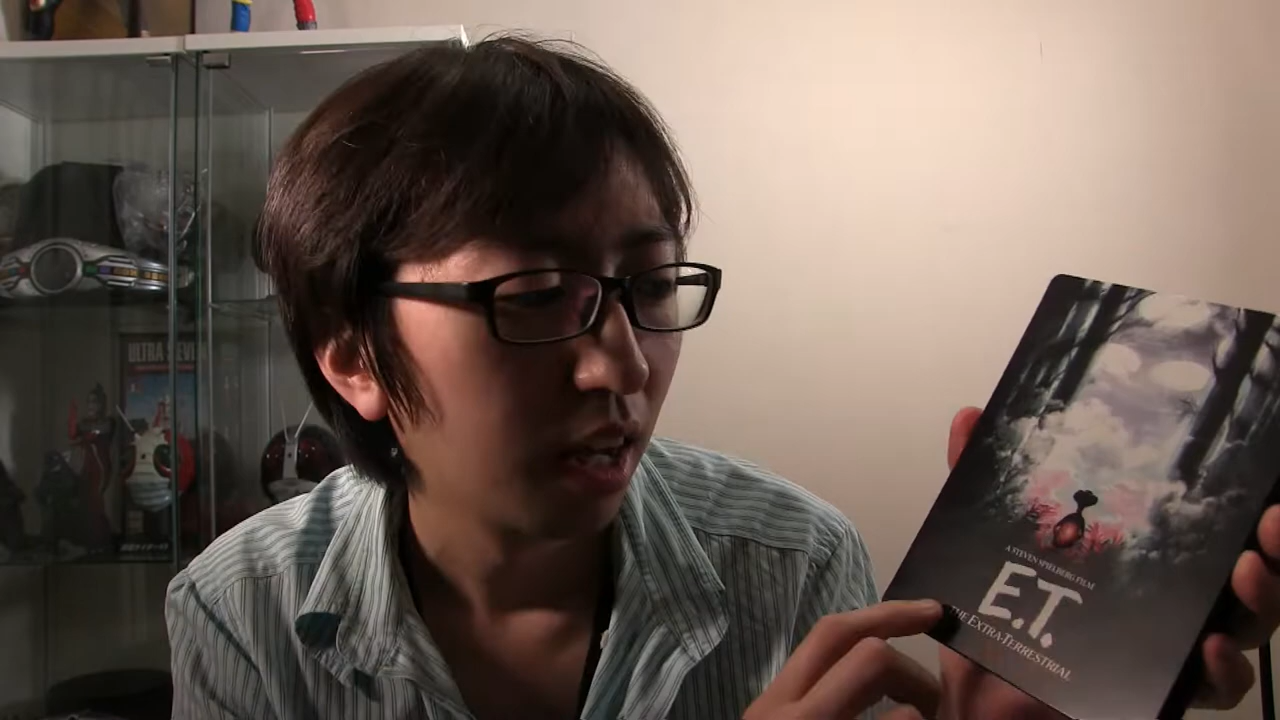 ULTRA SEVEN
A STEVEN SPIELBERG FILM
E.T.
THE EXTRA-TERRESTRIAL